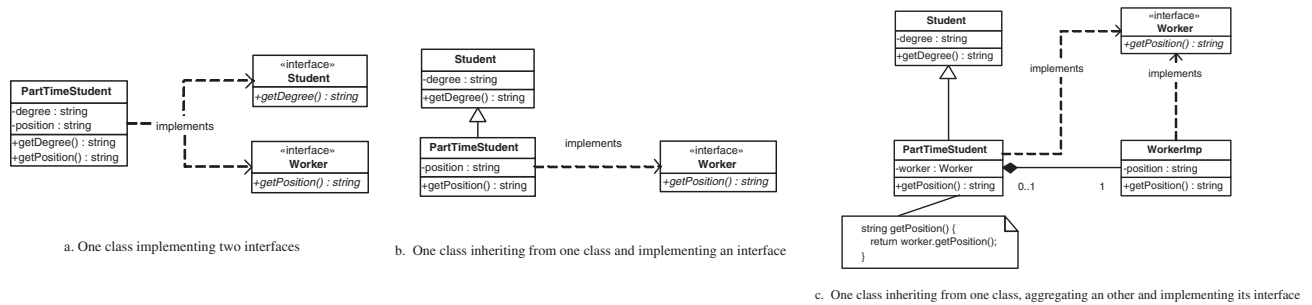 PartTimeStudent
-degree : string
-position : string
+getDegree() : string
+getPosition() : string
implements
«interface»
Student
+getDegree() : string
«interface»
Worker
+getPosition() : string
a. One class implementing two interfaces
Student
-degree : string
+getDegree() : string
PartTimeStudent
-position : string
+getPosition() : string
implements
«interface»
Worker
+getPosition() : string
b. One class inheriting from one class and implementing an interface
Student
-degree : string
+getDegree() : string
«interface»
Worker
+getPosition() : string
implements
implements
PartTimeStudent
-worker : Worker
+getPosition() : string
0..1
1
WorkerImp
-position : string
+getPosition() : string
string getPosition() {
return worker.getPosition();
}
c. One class inheriting from one class, aggregating an other and implementing its interface